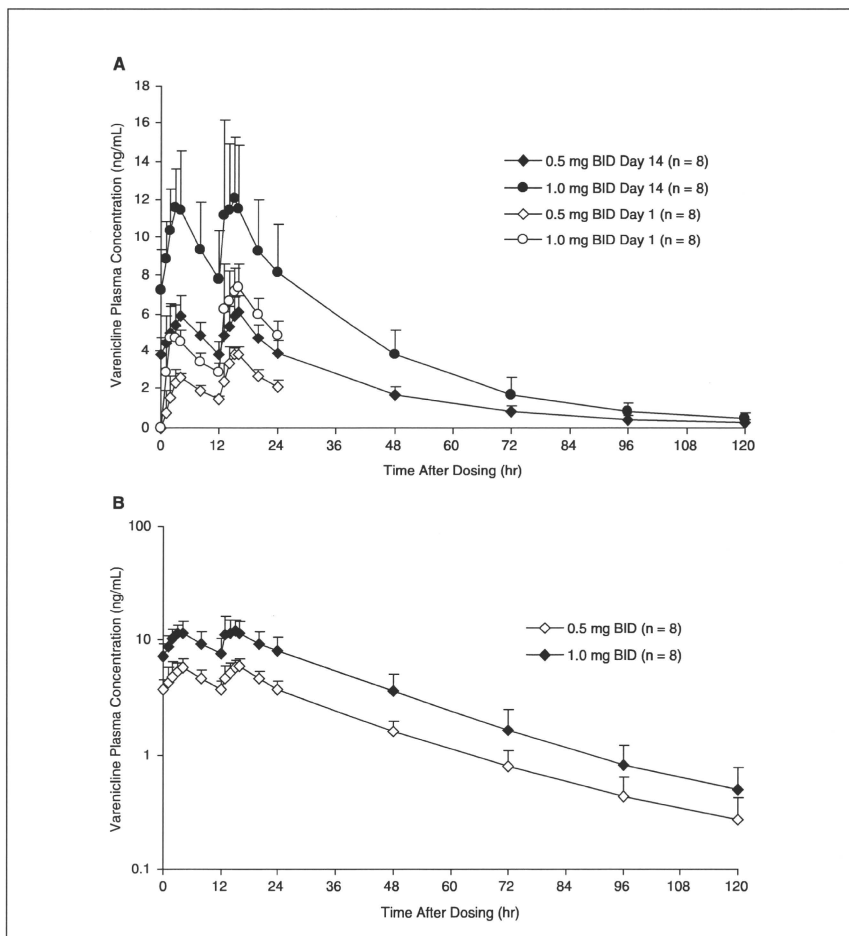 A
Varenicline Plasma Concentration (ng/mL)
18
16
14
12
10
8
6
4
2
0
0 12 24 36 48 60 72 84 96 108 120
Time After Dosing (hr)
0.5 mg BID Day 14 (n = 8)
1.0 mg BID Day 14 (n = 8)
0.5 mg BID Day 1 (n = 8)
1.0 mg BID Day 1 (n = 8)
B
Varenicline Plasma Concentration (ng/mL)
100
10
1
0.1
0 12 24 36 48 60 72 84 96 108 120
Time After Dosing (hr)
0.5 mg BID (n = 8)
1.0 mg BID (n = 8)